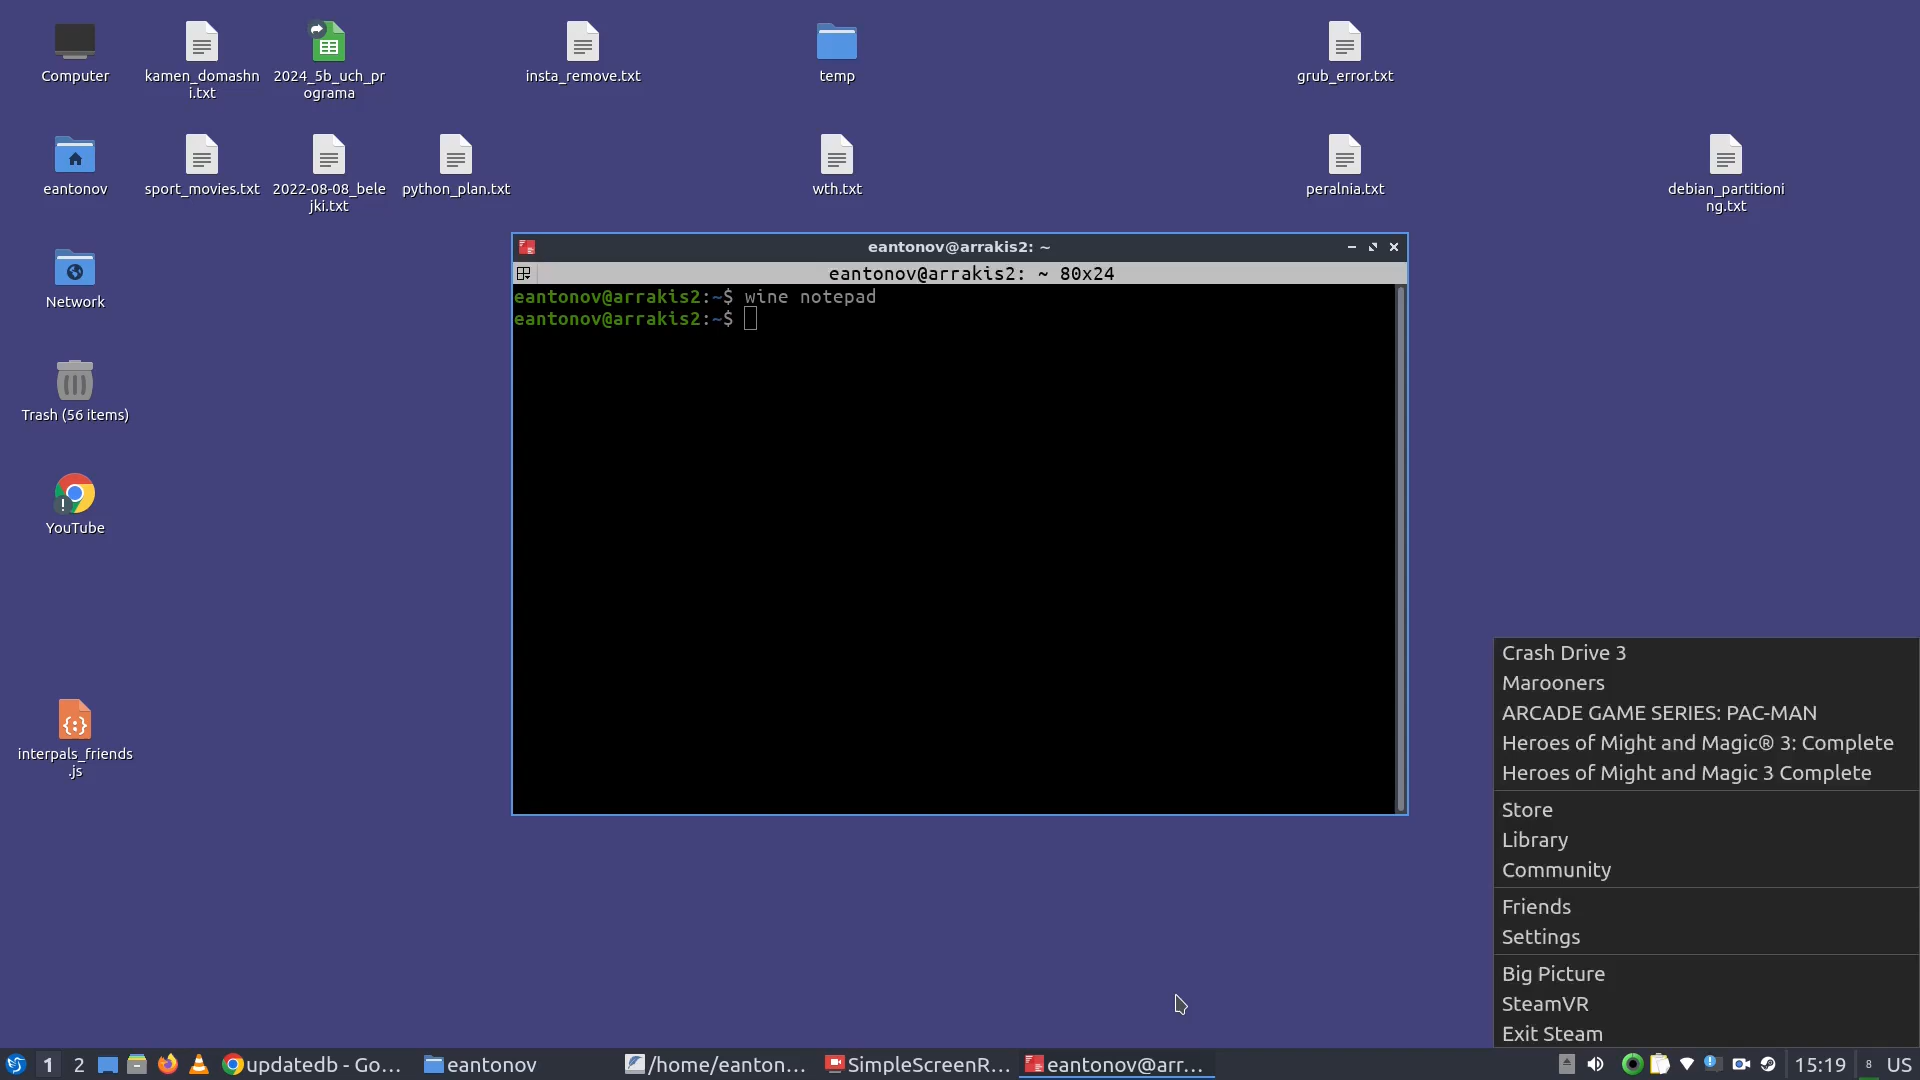 Computer
kamen_domashn
i.txt
2024_5b_uch_pr
ograma
insta_remove.txt
temp
grub_error.txt
eantonov
sport_movies.txt
2022-08-08_bele
jki.txt
python_plan.txt
wth.txt
peralnia.txt
debian_partitioni
ng.txt
Network
Trash (56 items)
YouTube
interpals_friends
.js
eantonov@arrakis2: ~
eantonov@arrakis2: ~ 80x24
eantonov@arrakis2:~$ wine notepad
eantonov@arrakis2:~$
Crash Drive 3
Marooners
ARCADE GAME SERIES: PAC-MAN
Heroes of Might and Magic® 3: Complete
Heroes of Might and Magic 3 Complete
Store
Library
Community
Friends
Settings
Big Picture
SteamVR
Exit Steam
1 2 updatedb - Go... eantonov /home/eanton... SimpleScreenR... eantonov@arr... 15:19 8 US